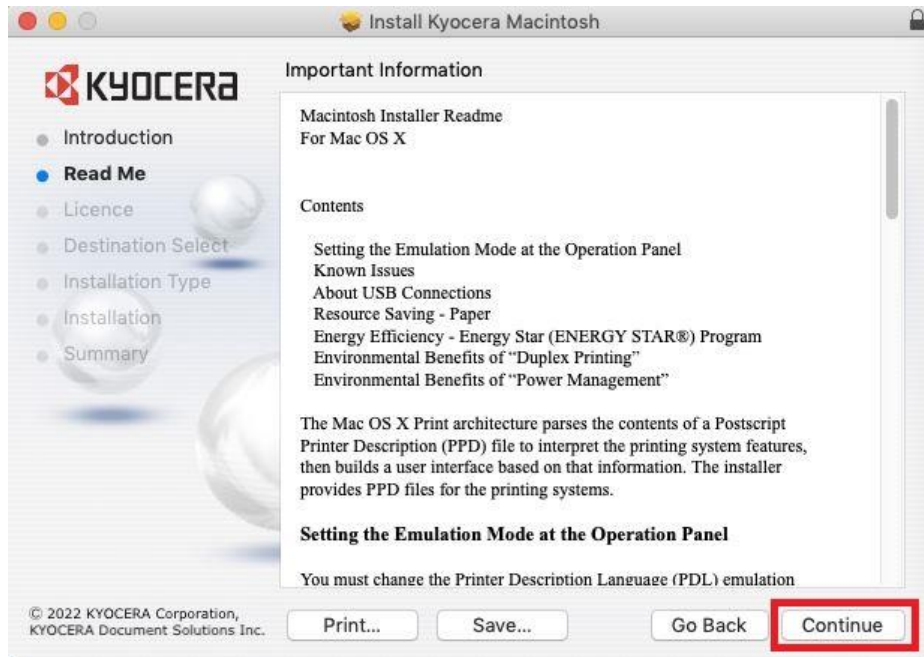 Install Kyocera Macintosh
KYOCERA
Important Information
Introduction
Read Me
Licence
Destination Select
Installation Type
Installation
Summary
Macintosh Installer Readme
For Mac OS X
Contents
Setting the Emulation Mode at the Operation Panel
Known Issues
About USB Connections
Resource Saving - Paper
Energy Efficiency - Energy Star (ENERGY STAR®) Program
Environmental Benefits of “Duplex Printing”
Environmental Benefits of “Power Management”
The Mac OS X Print architecture parses the contents of a Postscript
Printer Description (PPD) file to interpret the printing system features,
then builds a user interface based on that information. The installer
provides PPD files for the printing systems.
Setting the Emulation Mode at the Operation Panel
You must change the Printer Description Language (PDL) emulation
© 2022 KYOCERA Corporation,
KYOCERA Document Solutions Inc.
Print...
Save...
Go Back
Continue